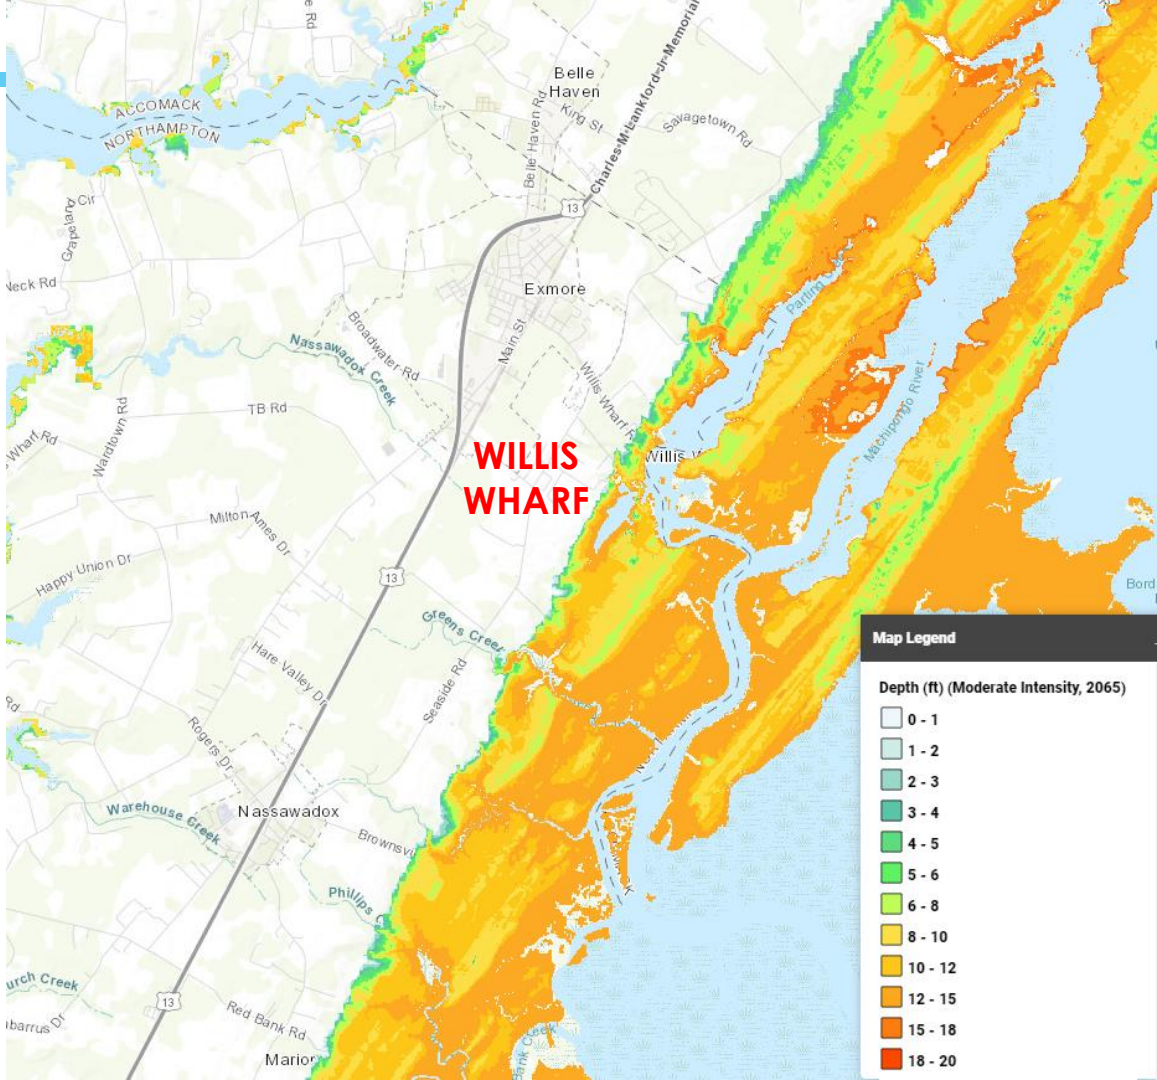 e Rd
ACCOMACK
NORTHAMPTON
Belle
Haven
King St
Belle Haven Rd
Savagetown Rd
Charles M Lankford Jr Memorial
13
Cir
Grapeland
Neck Rd
Exmore
Main St
Broadwater Rd
Nassawadox Creek
Parting
Willis Wharf R
TB Rd
Wardtown Rd
Wharf Rd
WILLIS
WHARF
Willis W
Machipongo River
Milton Ames Dr
Happy Union Dr
13
Bord
Greens Creek
Hare Valley Dr
Seaside Rd
Rd
Rogers Dr
Map Legend
Depth (ft) (Moderate Intensity, 2065)
0 - 1
1 - 2
2 - 3
3 - 4
4 - 5
5 - 6
6 - 8
8 - 10
10 - 12
12 - 15
15 - 18
18 - 20
Nassawadox
Warehouse Creek
Brownsvi
Phillips C
urch Creek
13
barrus Dr
Red Bank Rd
Marion
Bank Creek